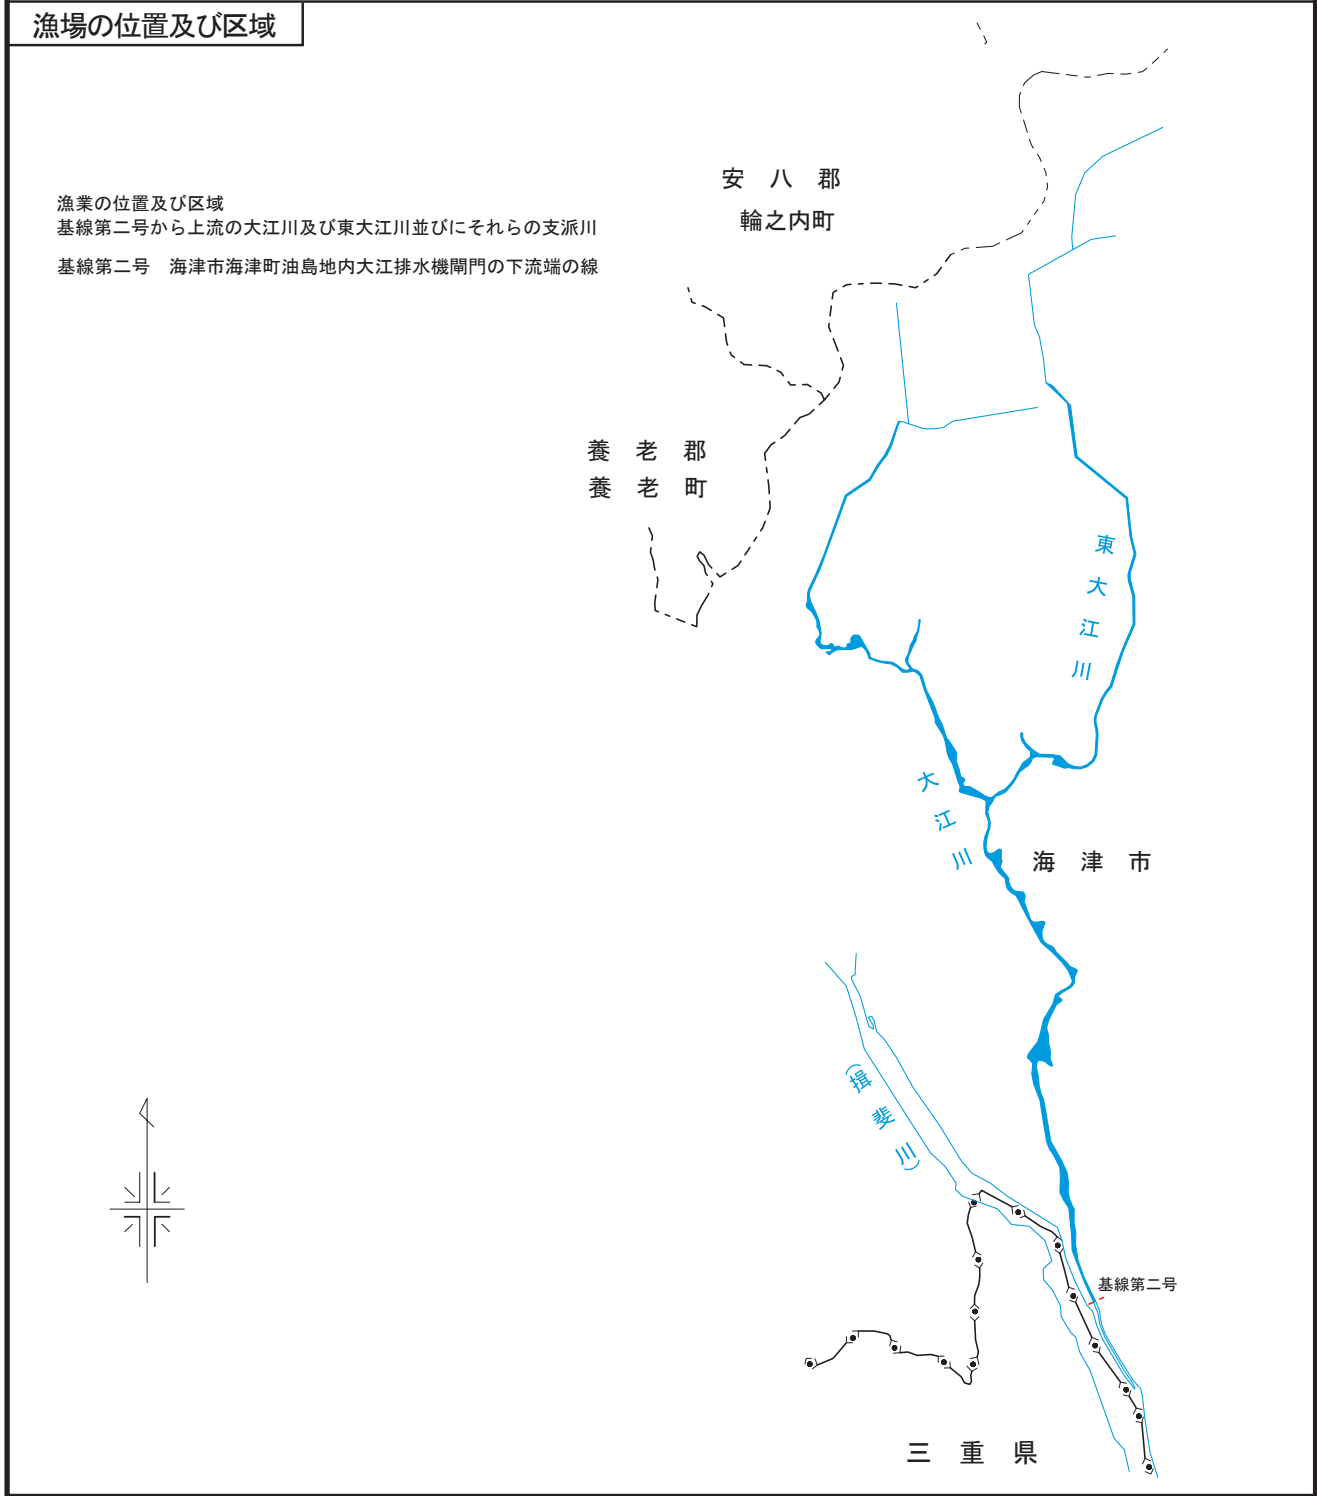 漁場の位置及び区域
漁業の位置及び区域
基線第二号から上流の大江川及び東大江川並びにそれらの支派川
基線第二号　海津市海津町油島地内大江排水機閘門の下流端の線
安八郡
輪之内町
養老郡
養老町
東大江川
大江川
海津市
（揖斐川）
基線第二号
三重県